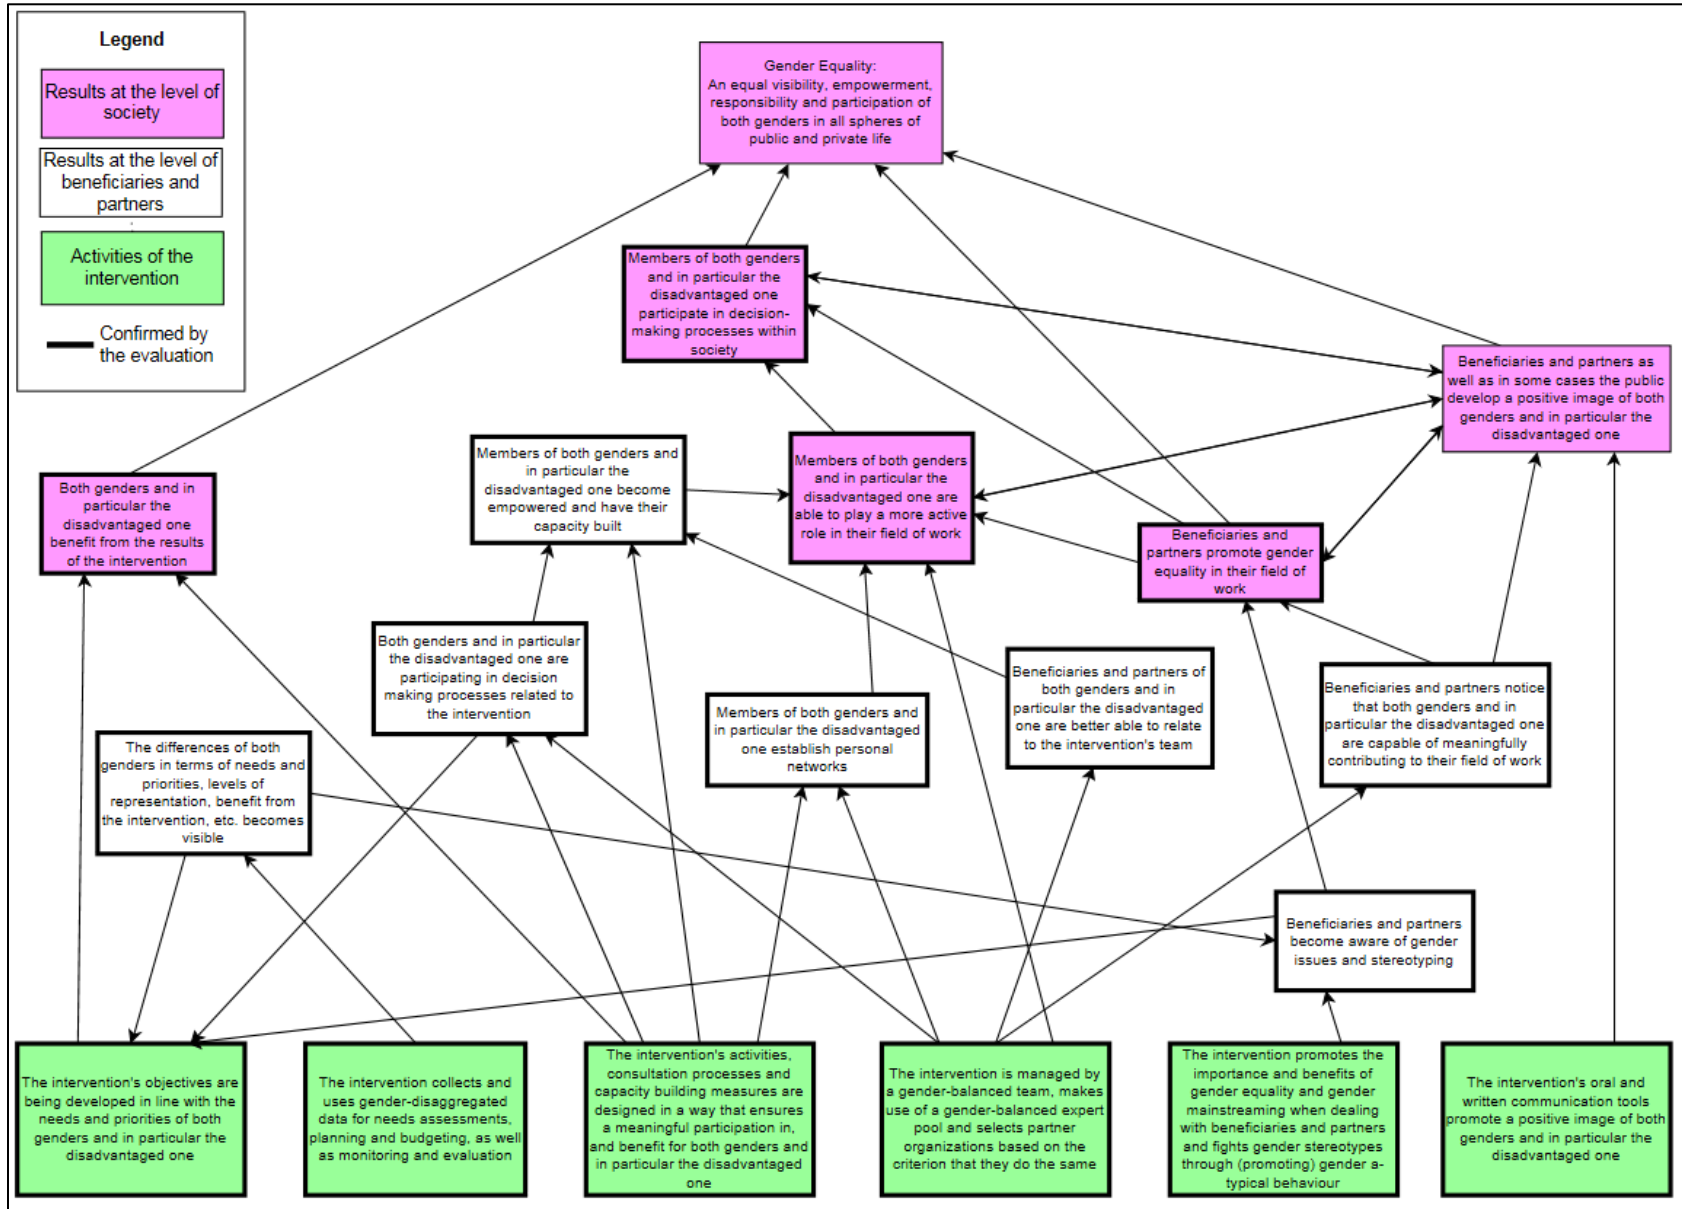 Legend
Results at the level of
society
Results at the level of
beneficiaries and
partners
Activities of the
intervention
Confirmed by
the evaluation
Gender Equality:
An equal visibility, empowerment,
responsibility and participation of
both genders in all spheres of
public and private life
Members of both genders
and in particular the
disadvantaged one
participate in decision-
making processes within
society
Beneficiaries and partners as
well as in some cases the public
develop a positive image of both
genders and in particular the
disadvantaged one
Both genders and in
particular the
disadvantaged one
benefit from the results
of the intervention
Members of both genders and
in particular the
disadvantaged one become
empowered and have their
capacity built
Members of both genders
and in particular the
disadvantaged one are
able to play a more active
role in their field of work
Beneficiaries and
partners promote gender
equality in their field of
work
Both genders and in particular
the disadvantaged one are
participating in decision
making processes related to
the intervention
Members of both genders and
in particular the disadvantaged
one establish personal
networks
Beneficiaries and partners of
both genders and in
particular the disadvantaged
one are better able to relate
to the intervention's team
Beneficiaries and partners notice
that both genders and in
particular the disadvantaged one
are capable of meaningfully
contributing to their field of work
The differences of both
genders in terms of needs and
priorities, levels of
representation, benefit from
the intervention, etc. becomes
visible
Beneficiaries and partners
become aware of gender
issues and stereotyping
The intervention's objectives are
being developed in line with the
needs and priorities of both
genders and in particular the
disadvantaged one
The intervention collects and
uses gender-disaggregated
data for needs assessments,
planning and budgeting, as well
as monitoring and evaluation
The intervention's activities,
consultation processes and
capacity building measures are
designed in a way that ensures
a meaningful participation in,
and benefit for both genders and
in particular the disadvantaged
one
The intervention is managed by
a gender-balanced team, makes
use of a gender-balanced expert
pool and selects partner
organizations based on the
criterion that they do the same
The intervention promotes the
importance and benefits of
gender equality and gender
mainstreaming when dealing
with beneficiaries and partners
and fights gender stereotypes
through (promoting) gender a-
typical behaviour
The intervention's oral and
written communication tools
promote a positive image of both
genders and in particular the
disadvantaged one